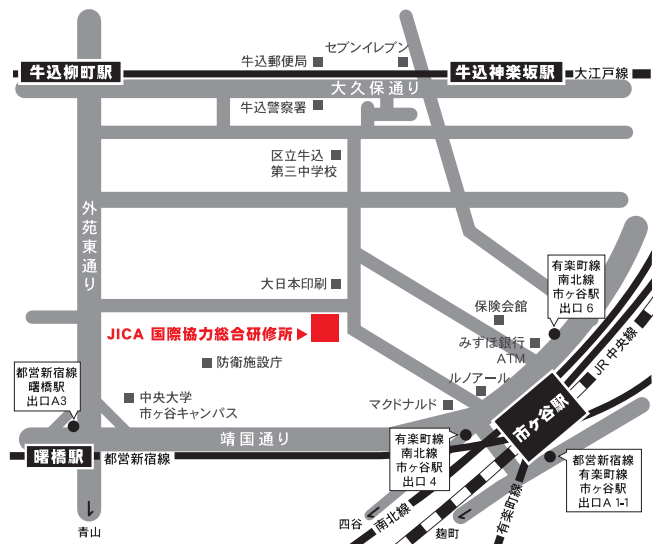 セブンイレブン
牛込郵便局
牛込柳町駅
牛込神楽坂駅
大江戸線
大久保通り
牛込警察署
区立牛込
第三中学校
外苑東通り
有楽町線
南北線
市ヶ谷駅
出口6
大日本印刷
保険会館
JICA 国際協力総合研修所
みずほ銀行
ATM
JR中央線
防衛施設庁
都営新宿線
曙橋駅
出口A3
ルノアール
中央大学
市ヶ谷キャンパス
マクドナルド
市ヶ谷駅
靖国通り
有楽町線
南北線
市ヶ谷駅
出口4
曙橋駅
都営新宿線
都営新宿線
有楽町線
市ヶ谷駅
出口A 1-1
青山
四谷
南北線
麹町
有楽町線